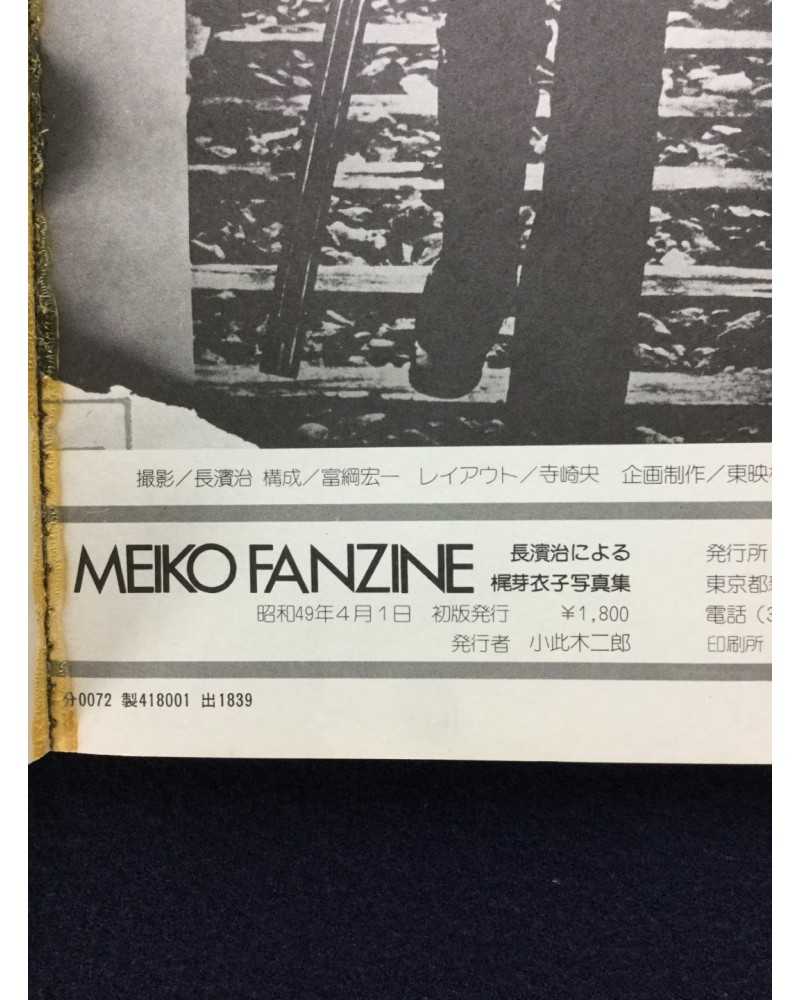 撮影／長濱治 構成／富綱宏一 レイアウト／寺崎央 企画制作／東映
MEIKO FANZINE
長濱治による
梶芽衣子写真集
昭和49年4月1日 初版発行 ¥1,800
発行者 小此木二郎
発行所
東京都
電話（3
印刷所
分0072 製418001 出1839